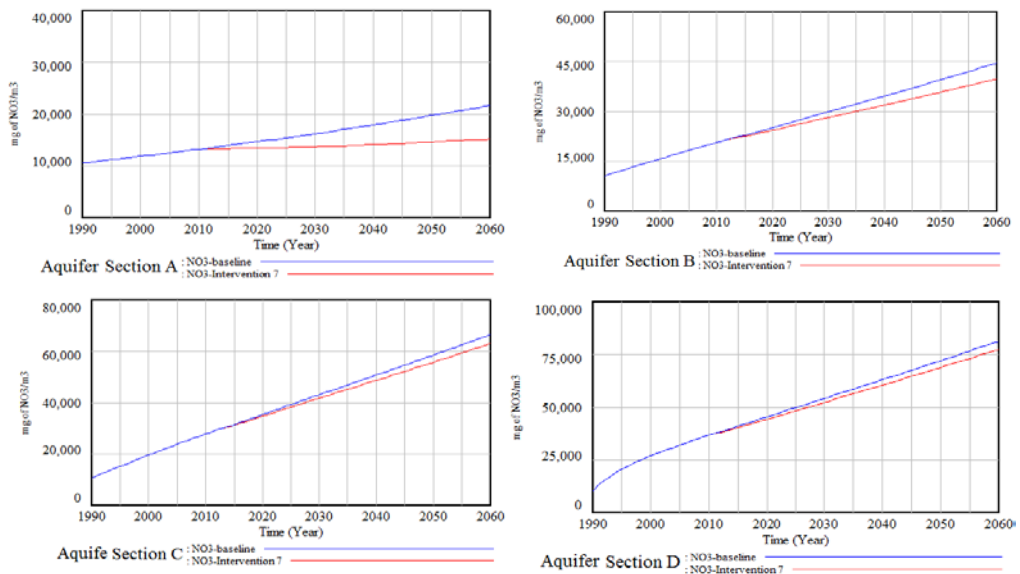 40,000
30,000
20,000
10,000
0
mg of NO3/m3
1990 2000 2010 2020 2030 2040 2050 2060
Time (Year)
Aquifer Section A : NO3-baseline
: NO3-Intervention 7
60,000
45,000
30,000
15,000
0
mg of NO3/m3
1990 2000 2010 2020 2030 2040 2050 2060
Time (Year)
Aquifer Section B : NO3-baseline
: NO3-Intervention 7
80,000
60,000
40,000
20,000
0
mg of NO3/m3
1990 2000 2010 2020 2030 2040 2050 2060
Time (Year)
Aquife Section C : NO3-baseline
: NO3-Intervention 7
100,000
75,000
50,000
25,000
0
mg of NO3/m3
1990 2000 2010 2020 2030 2040 2050 2060
Time (Year)
Aquifer Section D : NO3-baseline
: NO3-Intervention 7